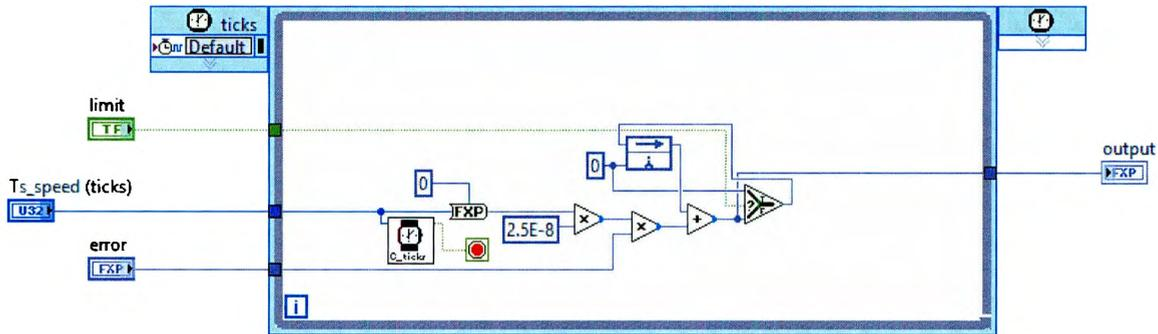 ticks
Default
limit
TF
Ts_speed (ticks)
U32
error
FXP
0
FXP
C_ticks
2.5E-8
x
x
+
0
?
T
F
i
output
FXP